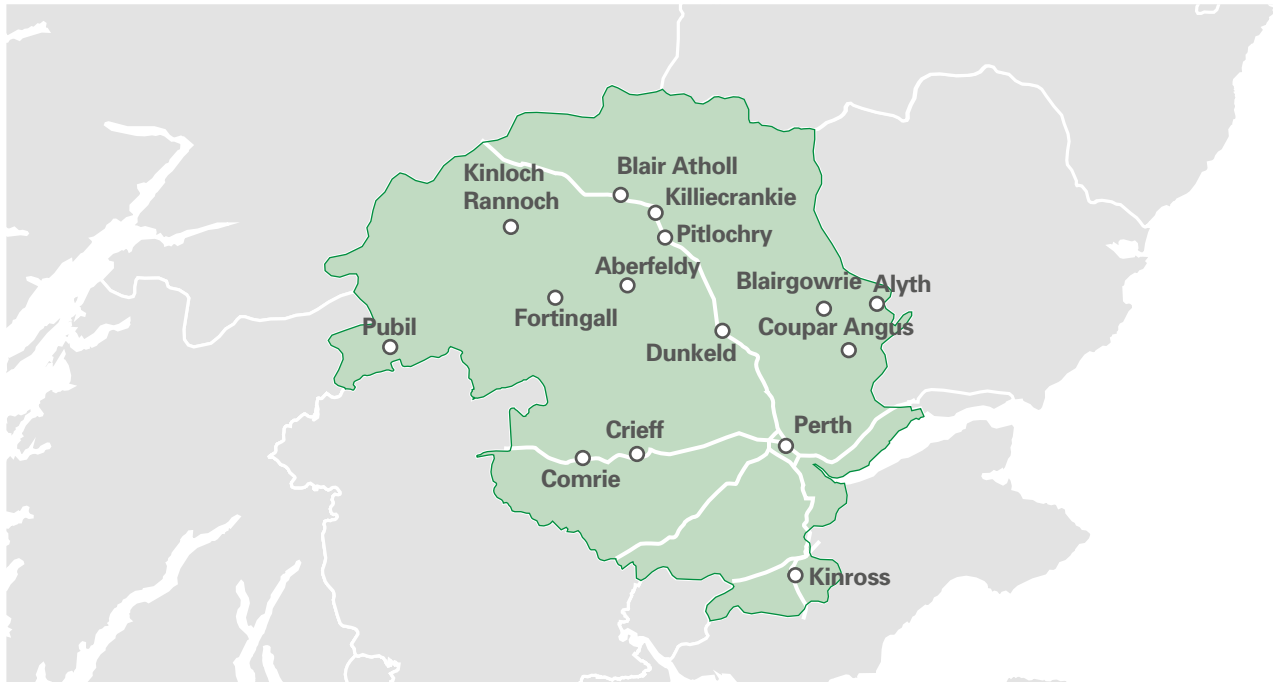 Blair Atholl
Kinloch
Rannoch
Killiecrankie
Pitlochry
Aberfeldy
Blairgowrie
Alyth
Fortingall
Pubil
Coupar Angus
Dunkeld
Crieff
Perth
Comrie
Kinross